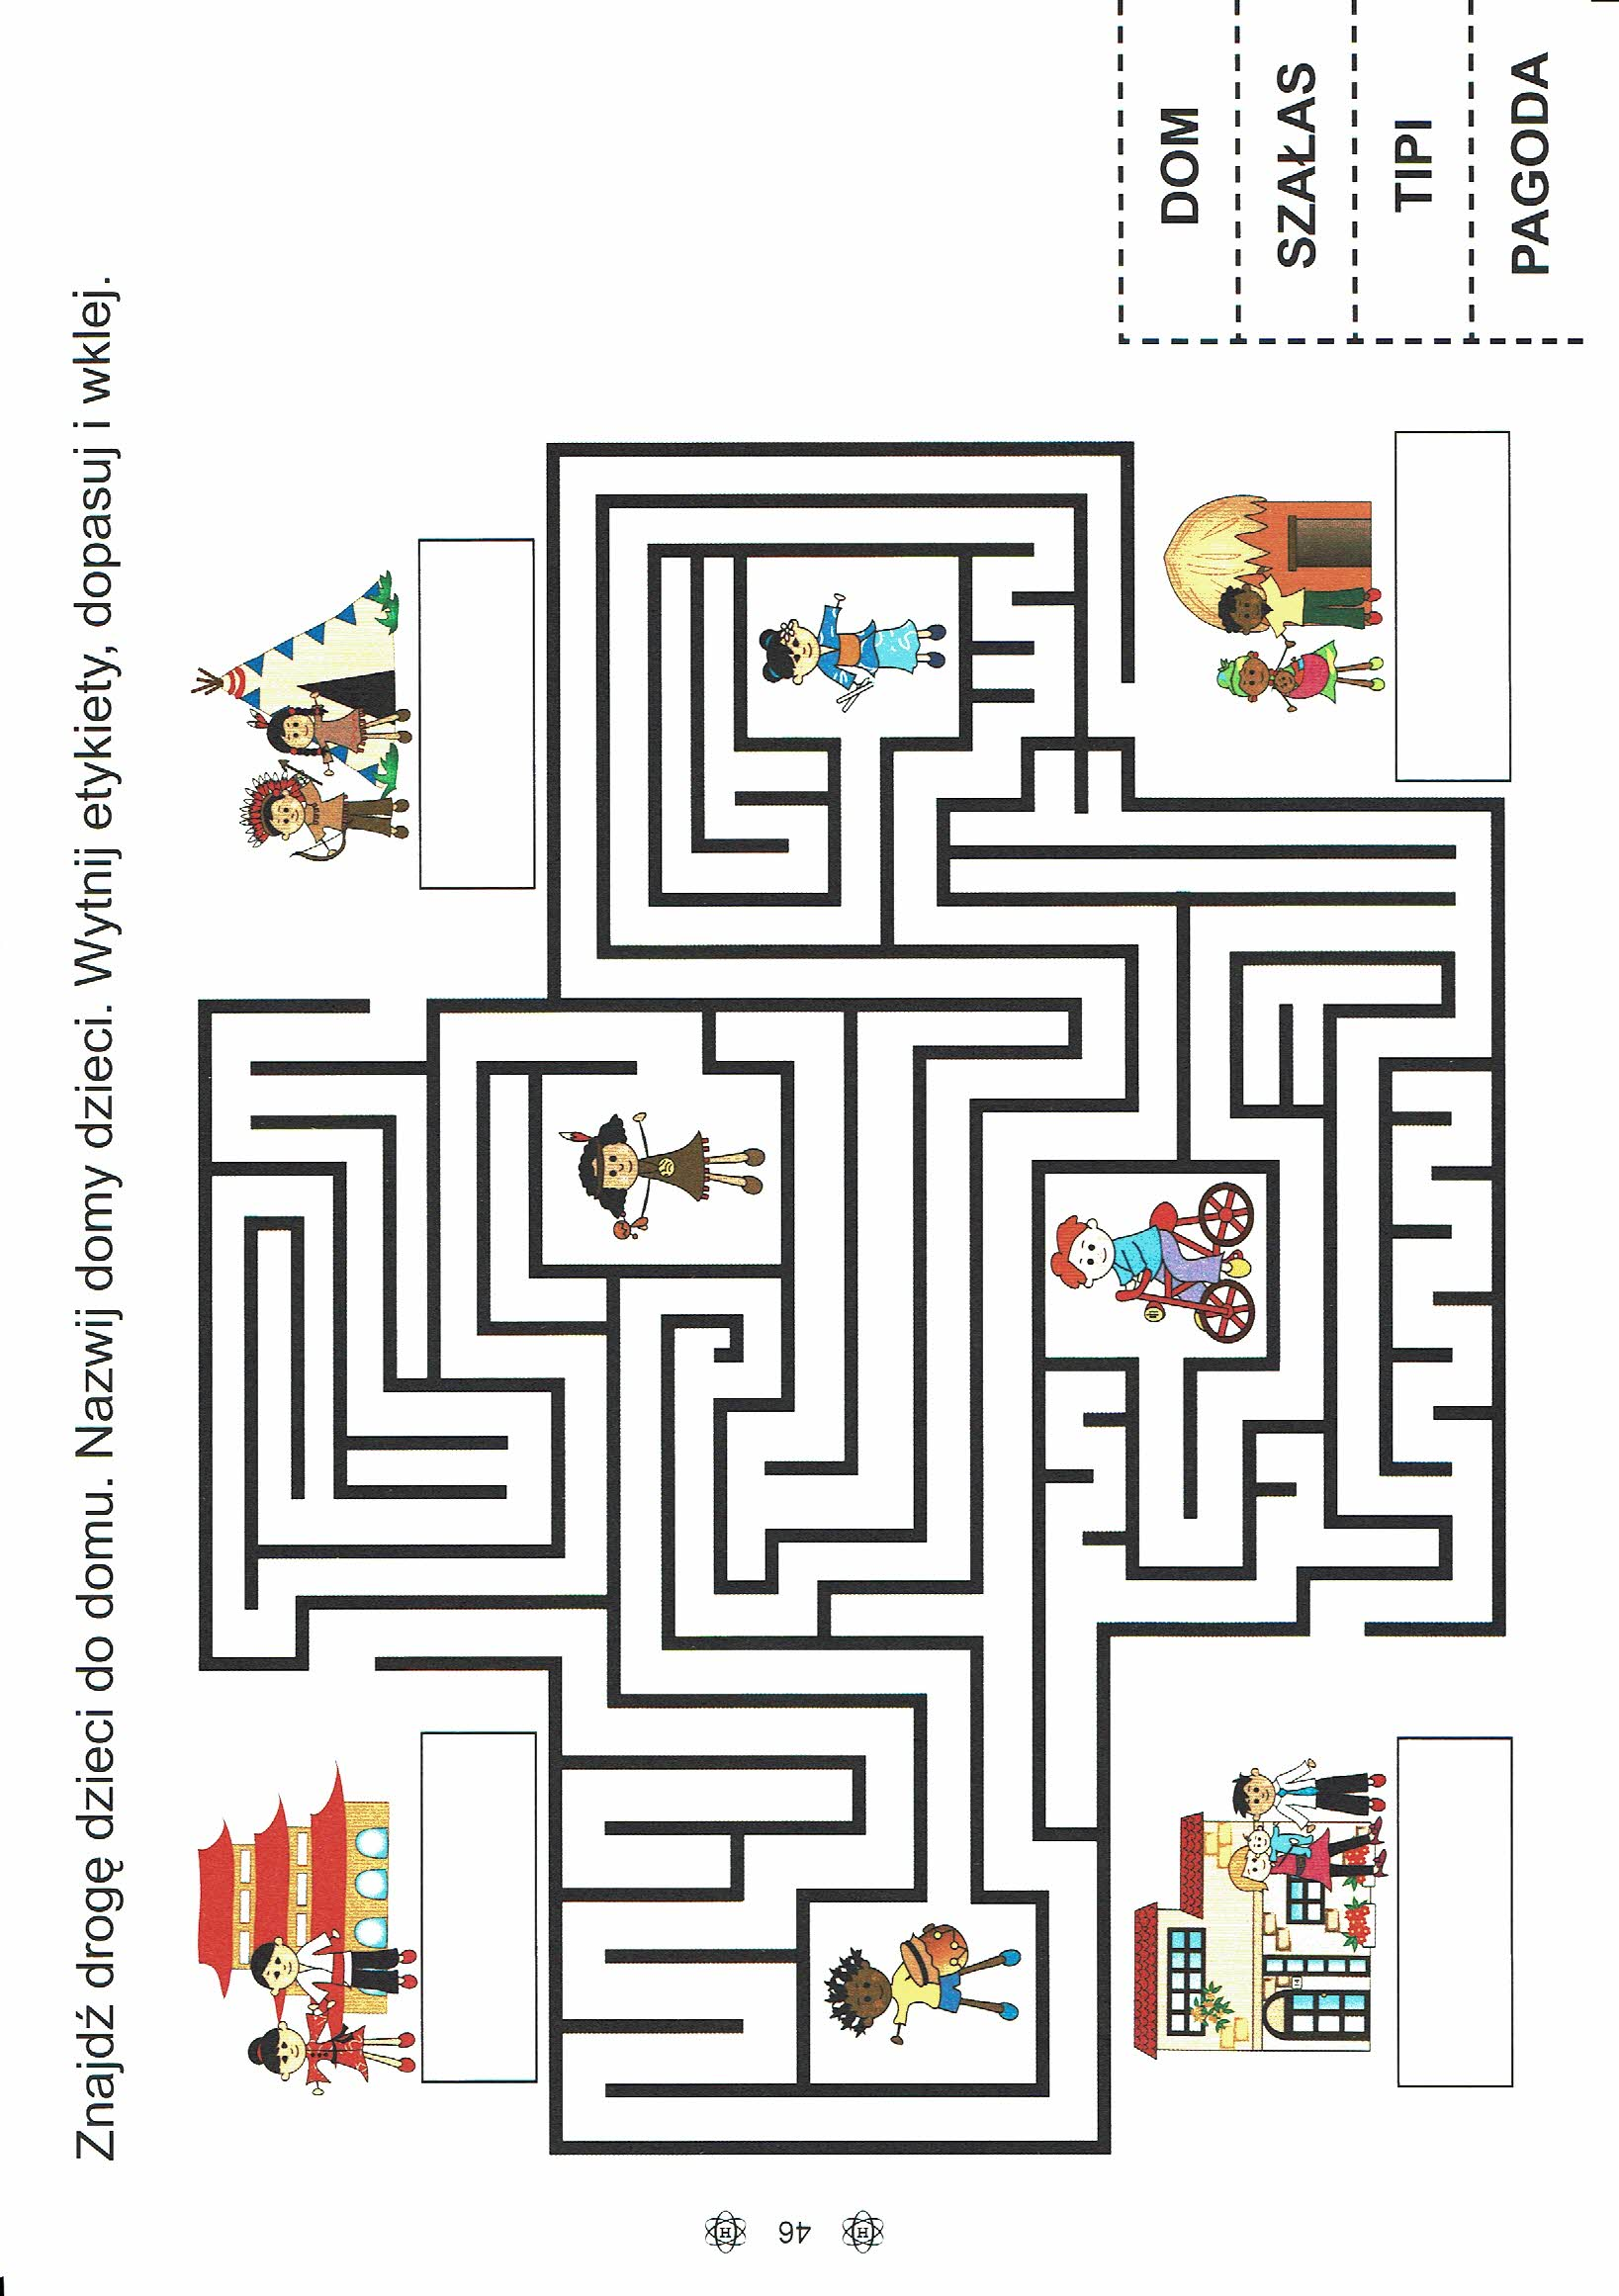 Znajdź drogę dzieci do domu. Nazwij domy dzieci. Wytnij etykiety, dopasuj i wklej.
DOM
SZAŁAS
TIPI
PAGODA
H 46 H